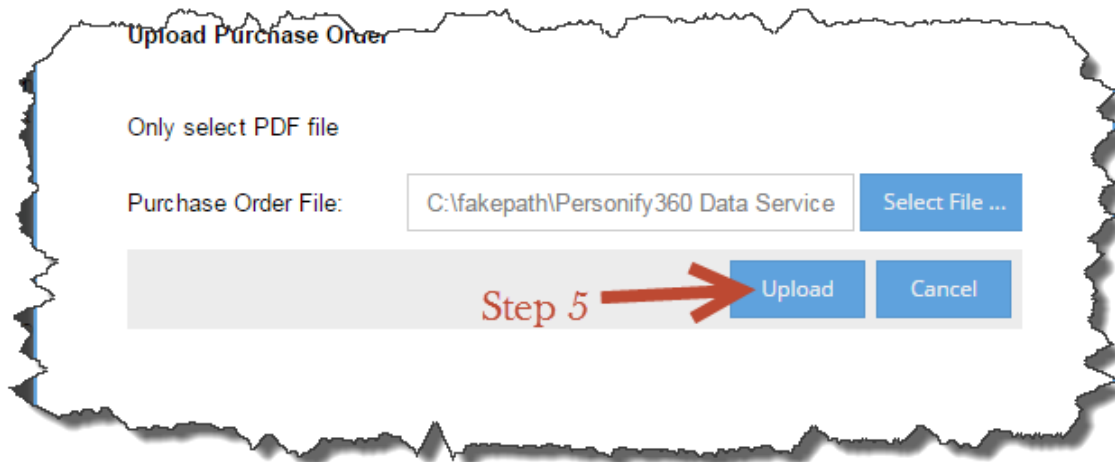 Upload Purchase Order
Only select PDF file
Purchase Order File: C:\fakepath\Personify360 Data Service Select File ...
Step 5 Upload Cancel